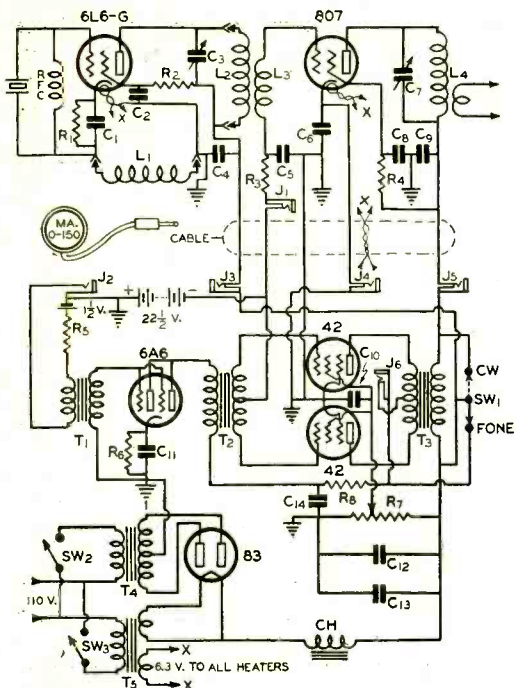 6L6-G 807
RFC
R1 C1 C2 R2 C3 L2 L3 C6 C7 L4
L1 C4 R3 C5 C8 C9 R4
J1
MA. 0-150
CABLE
X X
J2 J3 J4 J5
1½ V. + 22½ V. −
R5
6A6 42 C10 J6
CW
SW1
FONE
T1 T2 T3
R6 C11 42
C14 R8 R7
SW2
T4 83
C12
110 V. C13
SW3 CH
X
6.3 V. TO ALL HEATERS
T5 X